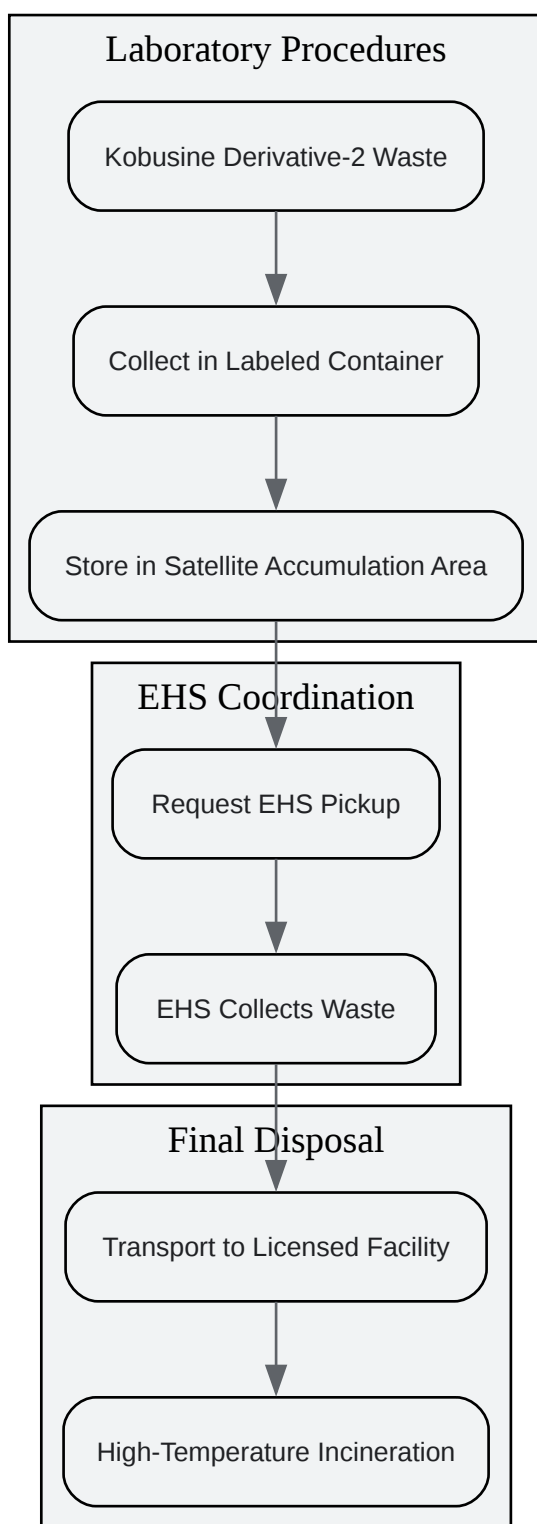 Laboratory Procedures
Kobusine Derivative-2 Waste
Collect in Labeled Container
Store in Satellite Accumulation Area
EHS Coordination
Request EHS Pickup
EHS Collects Waste
Final Disposal
Transport to Licensed Facility
High-Temperature Incineration